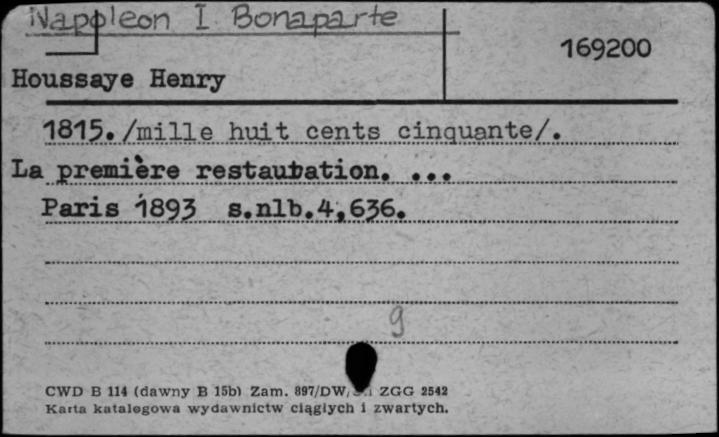 Napoleon I Bonaparte
169200
Houssaye Henry
1815./mille huit cents cinquante/.
La première restaubation. ...
Paris 1893 s.nlb.4,636.
9
CWD B 114 (dawny B 15b) Zam. 897/DW/ ZGG 2542
Karta katalogowa wydawnictw ciągłych i zwartych.